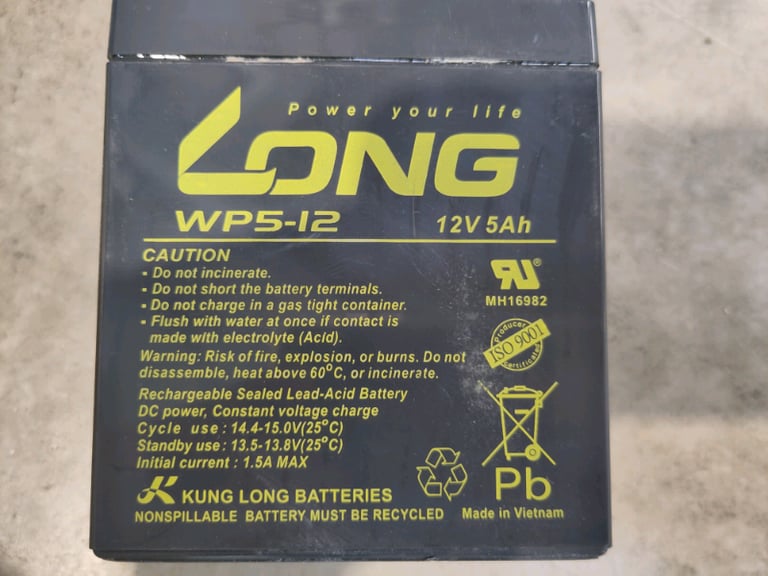 Power your life
LONG
WP5-12 12V 5Ah
CAUTION
- Do not incinerate.
- Do not short the battery terminals.
- Do not charge in a gas tight container.
- Flush with water at once if contact is
made with electrolyte (Acid).
Warning: Risk of fire, explosion, or burns. Do not
disassemble, heat above 60°C, or incinerate.
Rechargeable Sealed Lead-Acid Battery
DC power, Constant voltage charge
Cycle use : 14.4-15.0V(25°C)
Standby use : 13.5-13.8V(25°C)
Initial current : 1.5A MAX
RU®
MH16982
Producer
ISO 9001
certificated
Pb
KUNG LONG BATTERIES
NONSPILLABLE BATTERY MUST BE RECYCLED Made in Vietnam